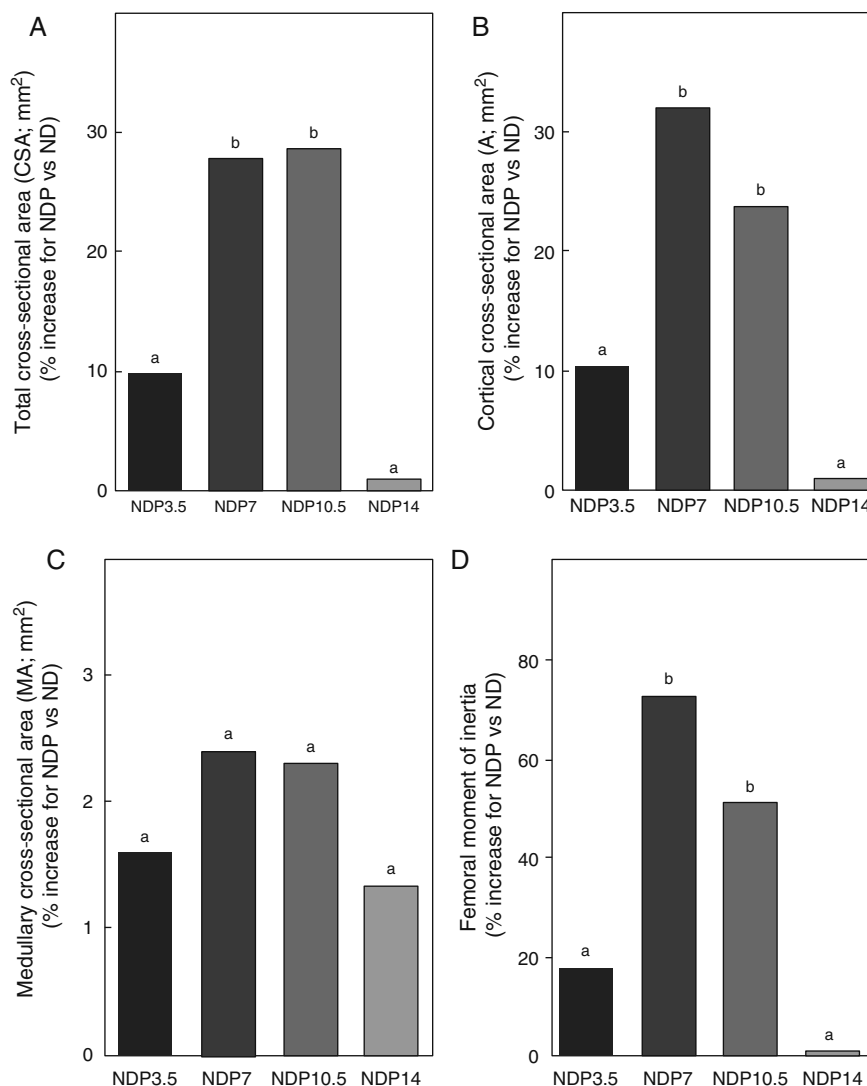 A
Total cross-sectional area (CSA; mm²)
(% increase for NDP vs ND)
30
20
10
0
a
b
b
a
NDP3.5 NDP7 NDP10.5 NDP14
B
Cortical cross-sectional area (A; mm²)
(% increase for NDP vs ND)
30
20
10
0
a
b
b
a
NDP3.5 NDP7 NDP10.5 NDP14
C
Medullary cross-sectional area (MA; mm²)
(% increase for NDP vs ND)
3
2
1
0
a
a
a
a
NDP3.5 NDP7 NDP10.5 NDP14
D
Femoral moment of inertia
(% increase for NDP vs ND)
80
60
40
20
0
a
b
b
a
NDP3.5 NDP7 NDP10.5 NDP14